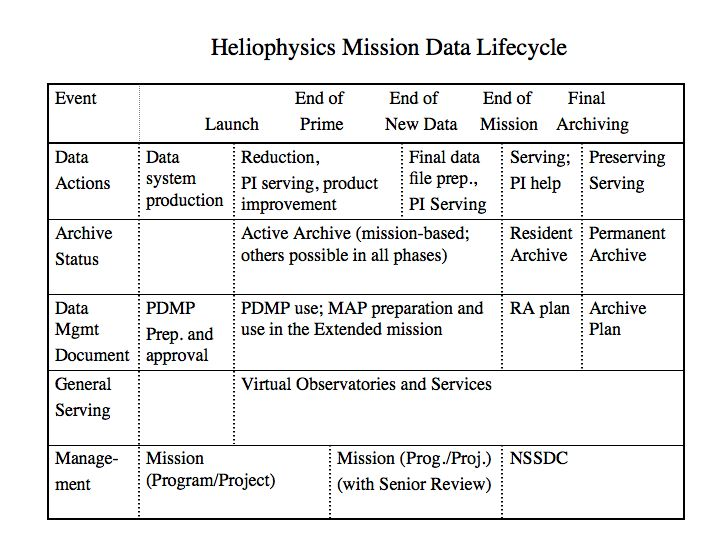 Heliophysics Mission Data Lifecycle
Event
End of End of End of Final
Launch Prime New Data Mission Archiving
Data
Actions
Data
system
production
Reduction,
PI serving, product
improvement
Final data
file prep.,
PI Serving
Serving;
PI help
Preserving
Serving
Archive
Status
Active Archive (mission-based;
others possible in all phases)
Resident
Archive
Permanent
Archive
Data
Mgmt
Document
PDMP
Prep. and
approval
PDMP use; MAP preparation and
use in the Extended mission
RA plan
Archive
Plan
General
Serving
Virtual Observatories and Services
Manage-
ment
Mission
(Program/Project)
Mission (Prog./Proj.)
(with Senior Review)
NSSDC